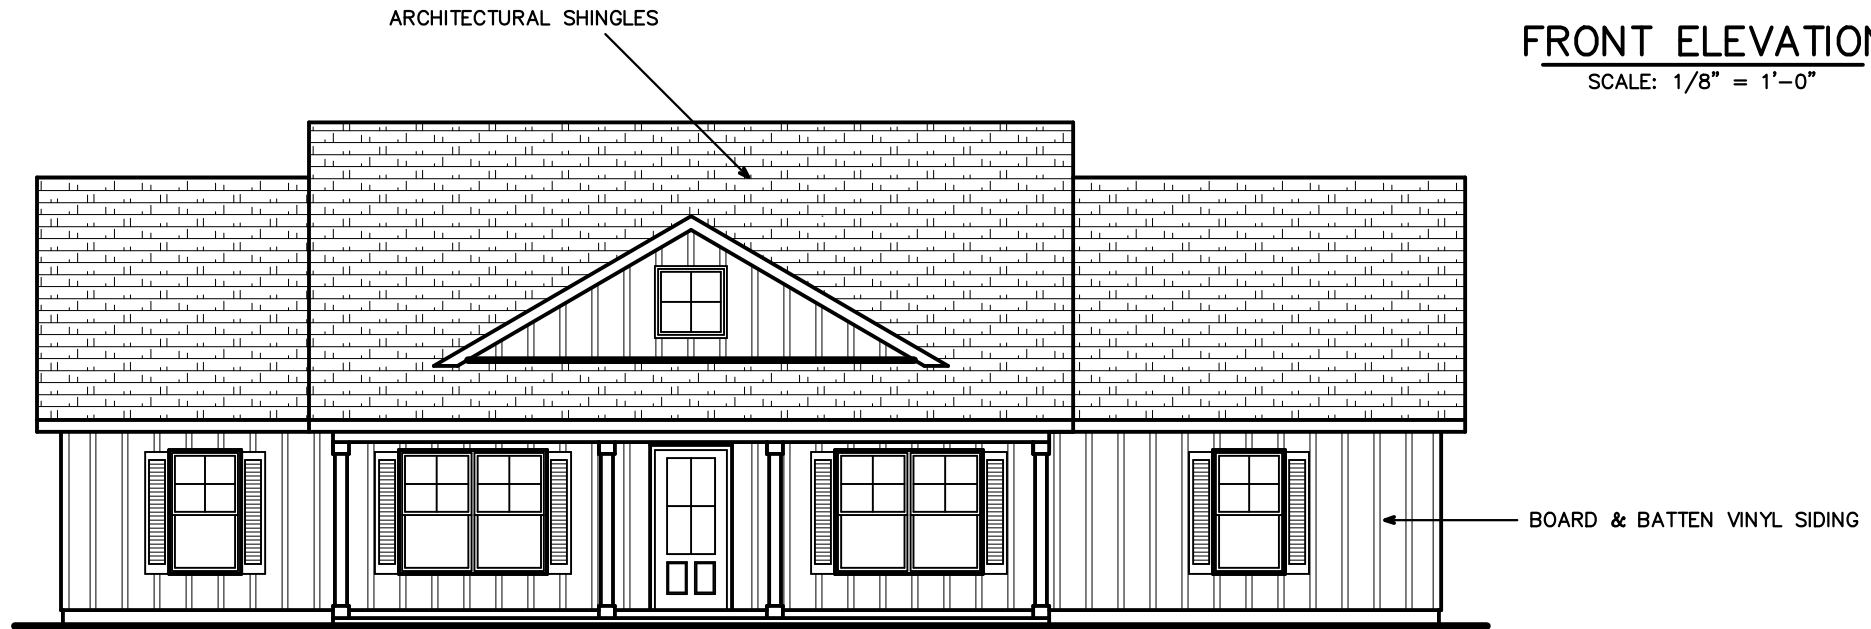 ARCHITECTURAL SHINGLES
FRONT ELEVATION
SCALE: 1/8" = 1'-0"
BOARD & BATTEN VINYL SIDING